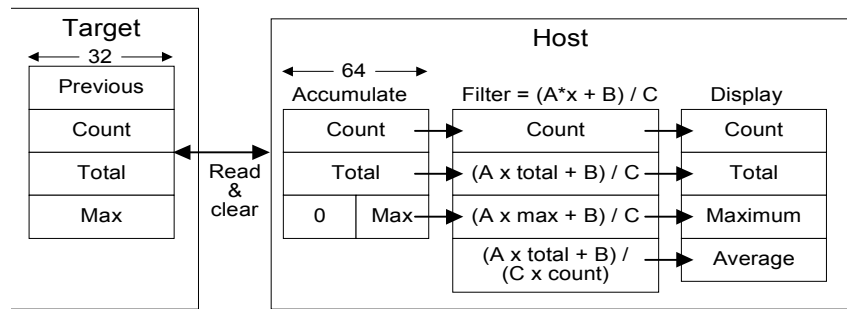 Target
32
Previous
Count
Total
Max
Read
&
clear
Host
64
Accumulate
Count
Total
0 Max
Filter = (A*x + B) / C
Count
(A x total + B) / C
(A x max + B) / C
(A x total + B) /
(C x count)
Display
Count
Total
Maximum
Average